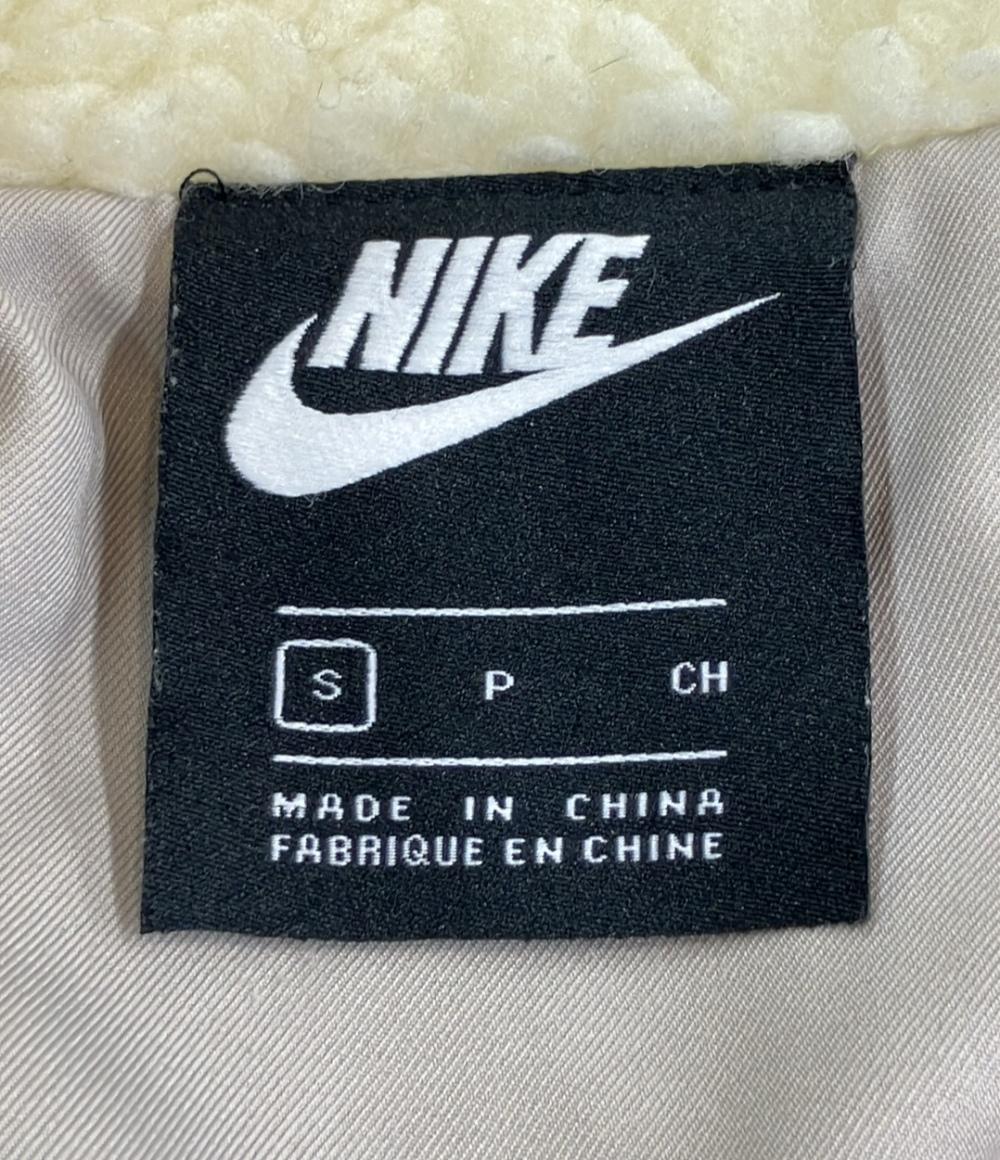 NIKE
S P CH
MADE IN CHINA
FABRIQUE EN CHINE